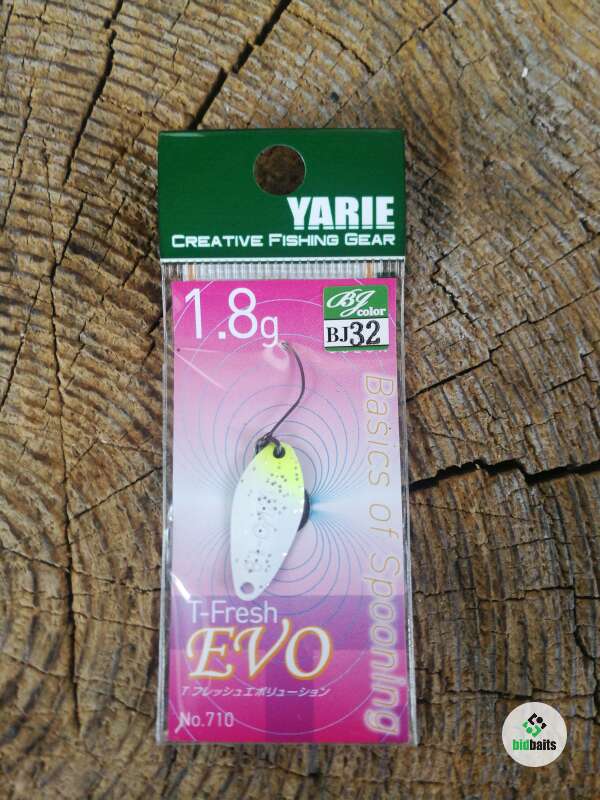 YARIE
CREATIVE FISHING GEAR
1.8g
BJ
color
BJ32
Basics of Spooning
T-Fresh
EVO
T フレッシュエボリューション
No.710
bidbaits